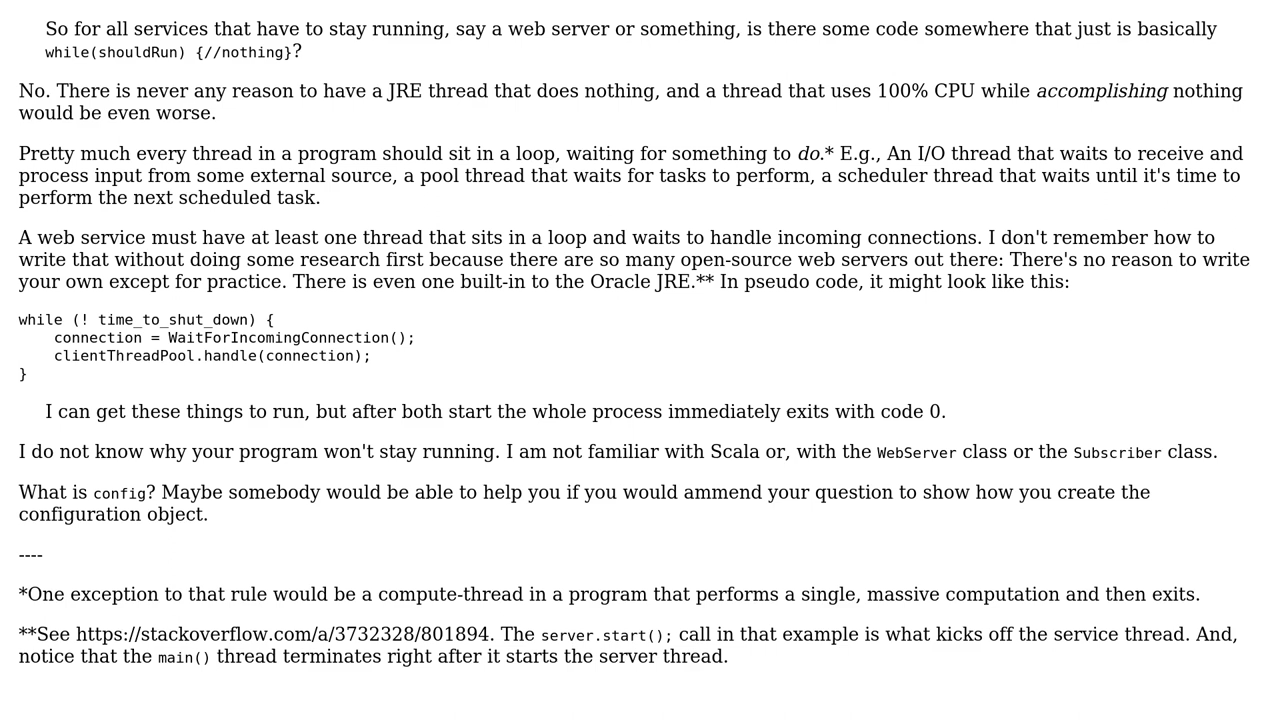 So for all services that have to stay running, say a web server or something, is there some code somewhere that just is basically
while(shouldRun) {//nothing}?
No. There is never any reason to have a JRE thread that does nothing, and a thread that uses 100% CPU while accomplishing nothing
would be even worse.
Pretty much every thread in a program should sit in a loop, waiting for something to do.* E.g., An I/O thread that waits to receive and
process input from some external source, a pool thread that waits for tasks to perform, a scheduler thread that waits until it's time to
perform the next scheduled task.
A web service must have at least one thread that sits in a loop and waits to handle incoming connections. I don't remember how to
write that without doing some research first because there are so many open-source web servers out there: There's no reason to write
your own except for practice. There is even one built-in to the Oracle JRE.** In pseudo code, it might look like this:
while (! time_to_shut_down) {
    connection = WaitForIncomingConnection();
    clientThreadPool.handle(connection);
}
I can get these things to run, but after both start the whole process immediately exits with code 0.
I do not know why your program won't stay running. I am not familiar with Scala or, with the WebServer class or the Subscriber class.
What is config? Maybe somebody would be able to help you if you would ammend your question to show how you create the
configuration object.
----
*One exception to that rule would be a compute-thread in a program that performs a single, massive computation and then exits.
**See https://stackoverflow.com/a/3732328/801894. The server.start(); call in that example is what kicks off the service thread. And,
notice that the main() thread terminates right after it starts the server thread.